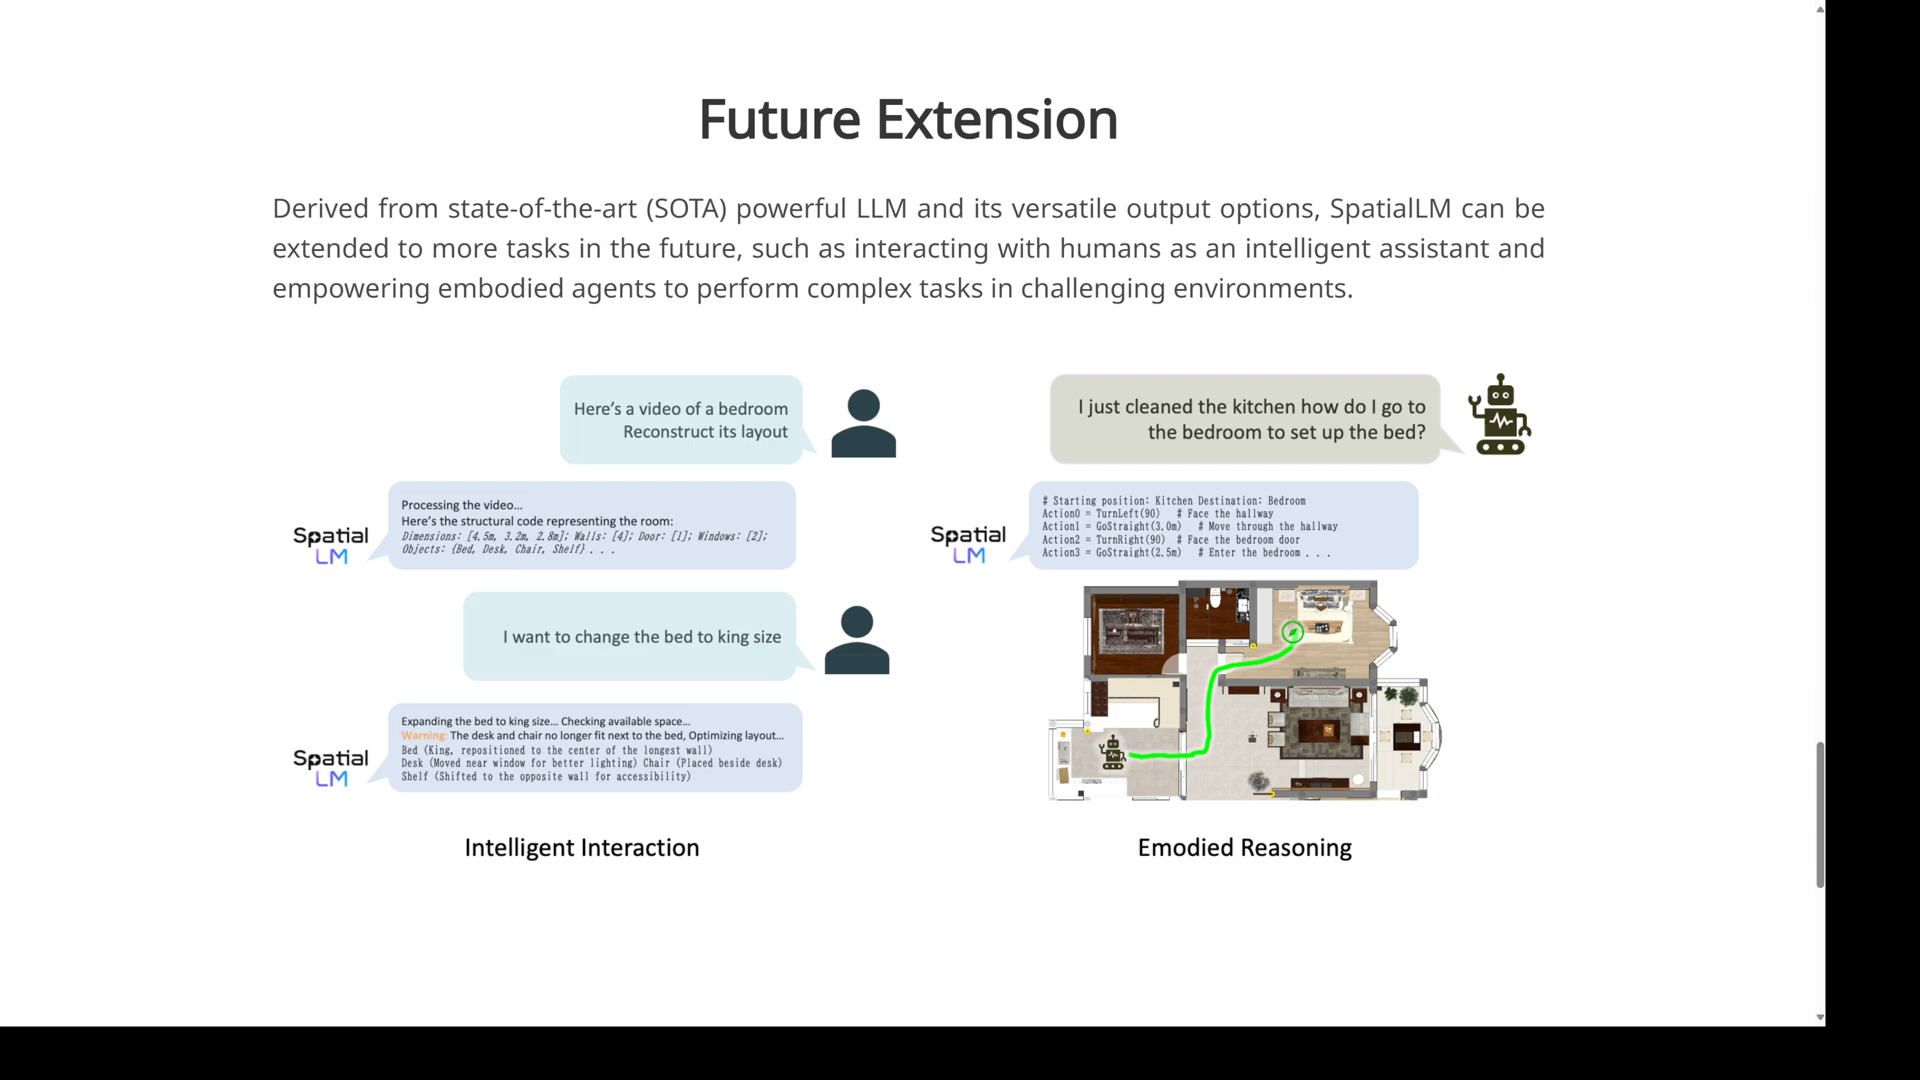 Future Extension
Derived from state-of-the-art (SOTA) powerful LLM and its versatile output options, SpatialLM can be
extended to more tasks in the future, such as interacting with humans as an intelligent assistant and
empowering embodied agents to perform complex tasks in challenging environments.
Here's a video of a bedroom
Reconstruct its layout
Spatial
LM
Processing the video...
Here's the structural code representing the room:
Dimensions: [4.5m, 3.2m, 2.8m]; Walls: [4]; Door: [1]; Windows: [2];
Objects: {Bed, Desk, Chair, Shelf} . . .
I want to change the bed to king size
Spatial
LM
Expanding the bed to king size... Checking available space...
Warning: The desk and chair no longer fit next to the bed, Optimizing layout...
Bed (King, repositioned to the center of the longest wall)
Desk (Moved near window for better lighting) Chair (Placed beside desk)
Shelf (Shifted to the opposite wall for accessibility)
Intelligent Interaction
I just cleaned the kitchen how do I go to
the bedroom to set up the bed?
Spatial
LM
# Starting position: Kitchen Destination: Bedroom
Action0 = TurnLeft(90) # Face the hallway
Action1 = GoStraight(3.0m) # Move through the hallway
Action2 = TurnRight(90) # Face the bedroom door
Action3 = GoStraight(2.5m) # Enter the bedroom . . .
Emodied Reasoning